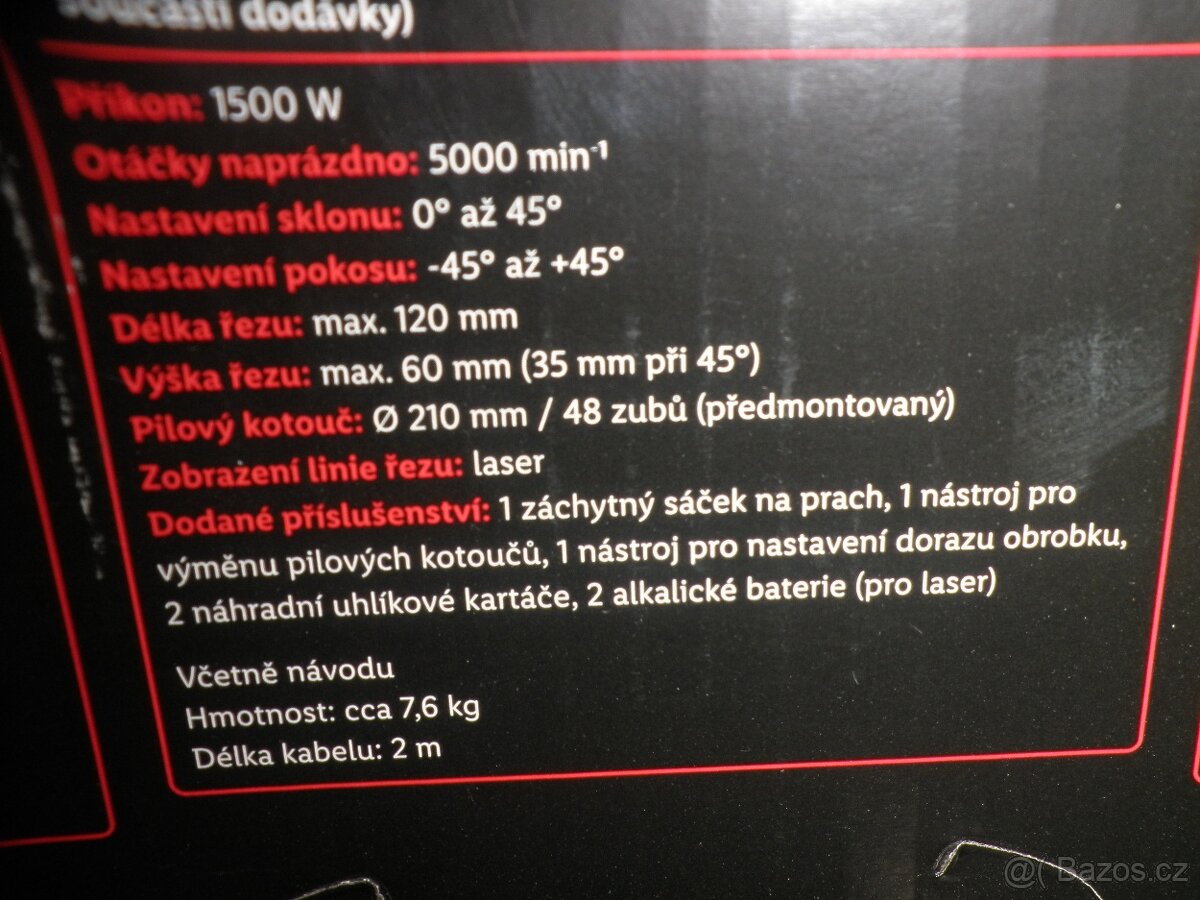 součástí dodávky)
Příkon: 1500 W
Otáčky naprázdno: 5000 min-1
Nastavení sklonu: 0° až 45°
Nastavení pokosu: -45° až +45°
Délka řezu: max. 120 mm
Výška řezu: max. 60 mm (35 mm při 45°)
Pilový kotouč: Ø 210 mm / 48 zubů (předmontovaný)
Zobrazení linie řezu: laser
Dodané příslušenství: 1 záchytný sáček na prach, 1 nástroj pro
výměnu pilových kotoučů, 1 nástroj pro nastavení dorazu obrobku,
2 náhradní uhlíkové kartáče, 2 alkalické baterie (pro laser)
Včetně návodu
Hmotnost: cca 7,6 kg
Délka kabelu: 2 m
@( Bazos.cz